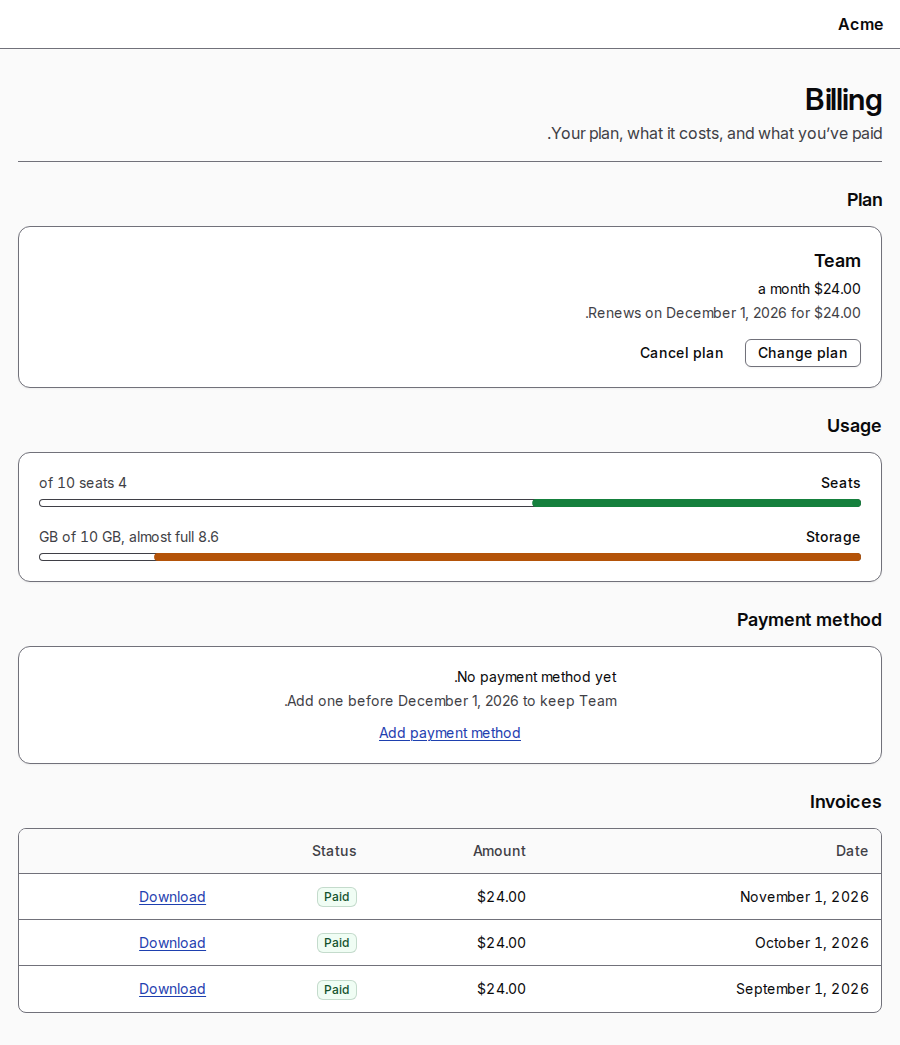 Acme
Billing
.Your plan, what it costs, and what you’ve paid
Plan
Team
a month $24.00
.Renews on December 1, 2026 for $24.00
Change plan
Cancel plan
Usage
Seats
of 10 seats 4
Storage
GB of 10 GB, almost full 8.6
Payment method
.No payment method yet
.Add one before December 1, 2026 to keep Team
Add payment method
Invoices
Date Amount Status
November 1, 2026 $24.00 Paid Download
October 1, 2026 $24.00 Paid Download
September 1, 2026 $24.00 Paid Download